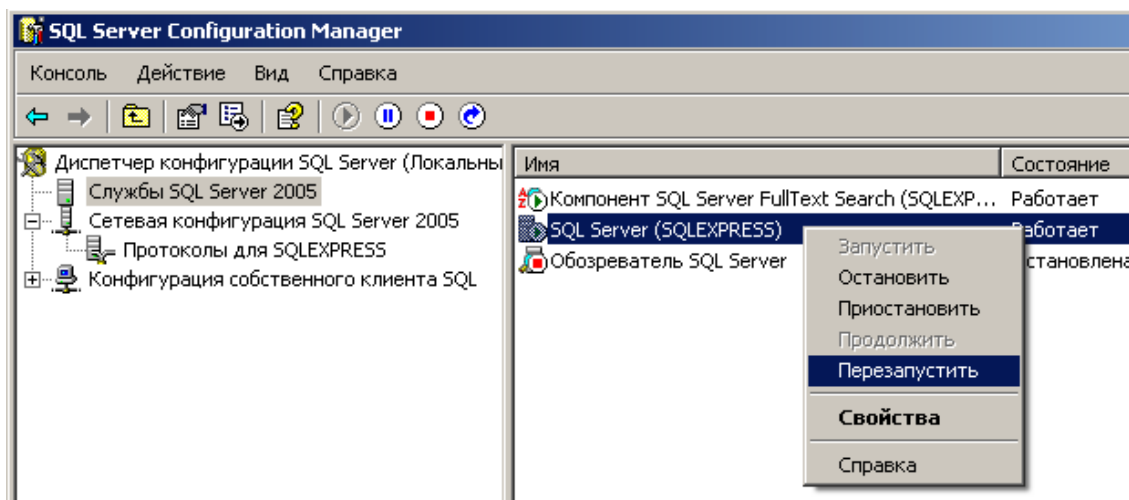 SQL Server Configuration Manager
Консоль Действие Вид Справка
Диспетчер конфигурации SQL Server (Локальны
Службы SQL Server 2005
Сетевая конфигурация SQL Server 2005
Протоколы для SQLEXPRESS
Конфигурация собственного клиента SQL
Имя Состояние
Компонент SQL Server FullText Search (SQLEXP... Работает
SQL Server (SQLEXPRESS) Работает
Обозреватель SQL Server становлена
Запустить
Остановить
Приостановить
Продолжить
Перезапустить
Свойства
Справка